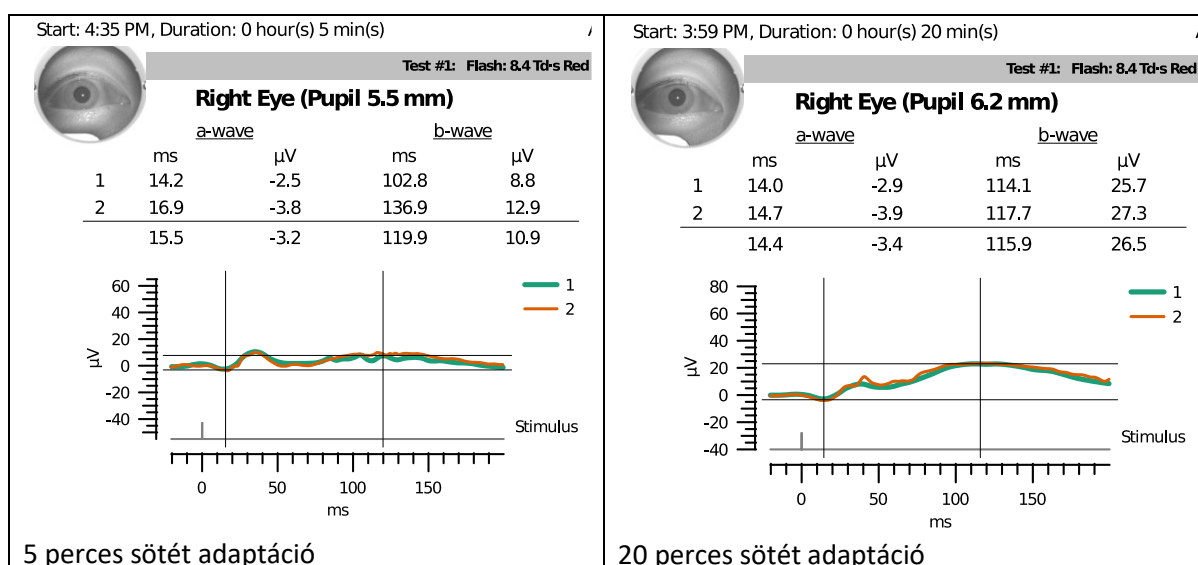 Start: 4:35 PM, Duration: 0 hour(s) 5 min(s)
Test #1: Flash: 8.4 Td·s Red
Right Eye (Pupil 5.5 mm)
a-wave b-wave
ms µV ms µV
1 14.2 -2.5 102.8 8.8
2 16.9 -3.8 136.9 12.9
15.5 -3.2 119.9 10.9
60
40
20
0
-20
-40
µV
1
2
Stimulus
0 50 100 150
ms
5 perces sötét adaptáció
Start: 3:59 PM, Duration: 0 hour(s) 20 min(s)
Test #1: Flash: 8.4 Td·s Red
Right Eye (Pupil 6.2 mm)
a-wave b-wave
ms µV ms µV
1 14.0 -2.9 114.1 25.7
2 14.7 -3.9 117.7 27.3
14.4 -3.4 115.9 26.5
80
60
40
20
0
-20
-40
µV
1
2
Stimulus
0 50 100 150
ms
20 perces sötét adaptáció